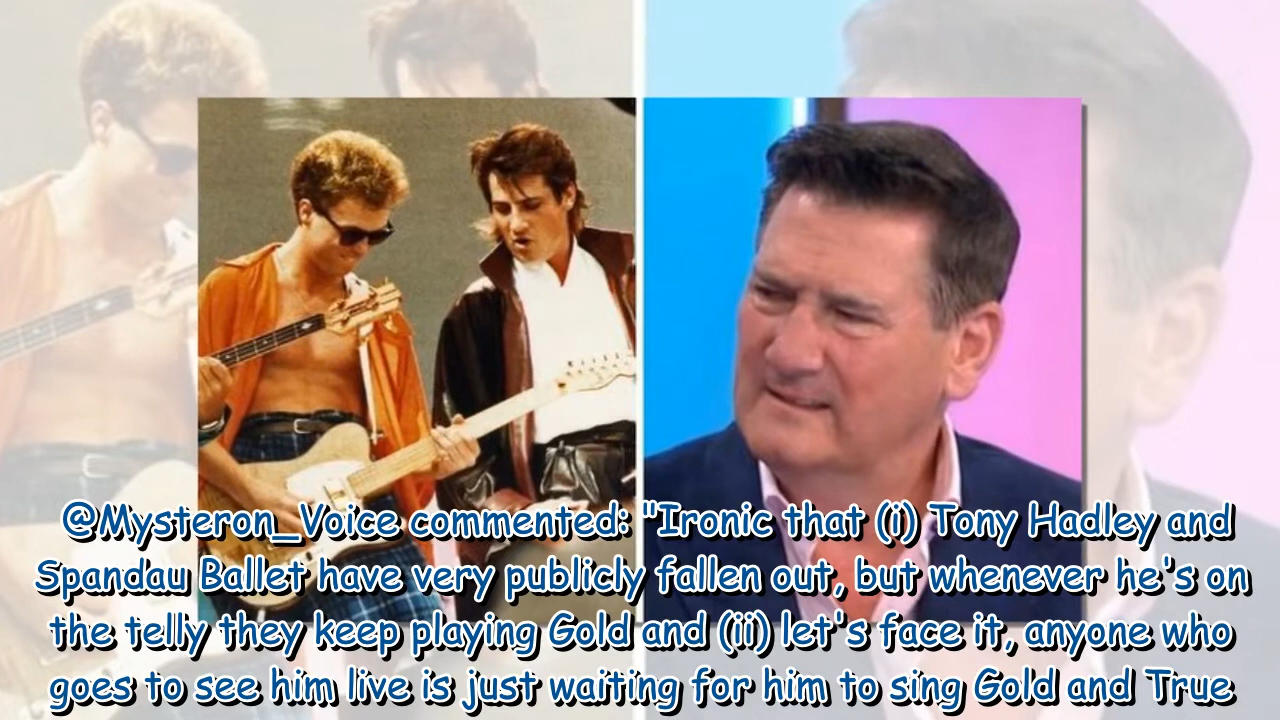 @Mysteron_Voice commented: "Ironic that (i) Tony Hadley and
Spandau Ballet have very publicly fallen out, but whenever he's on
the telly they keep playing Gold and (ii) let's face it, anyone who
goes to see him live is just waiting for him to sing Gold and True